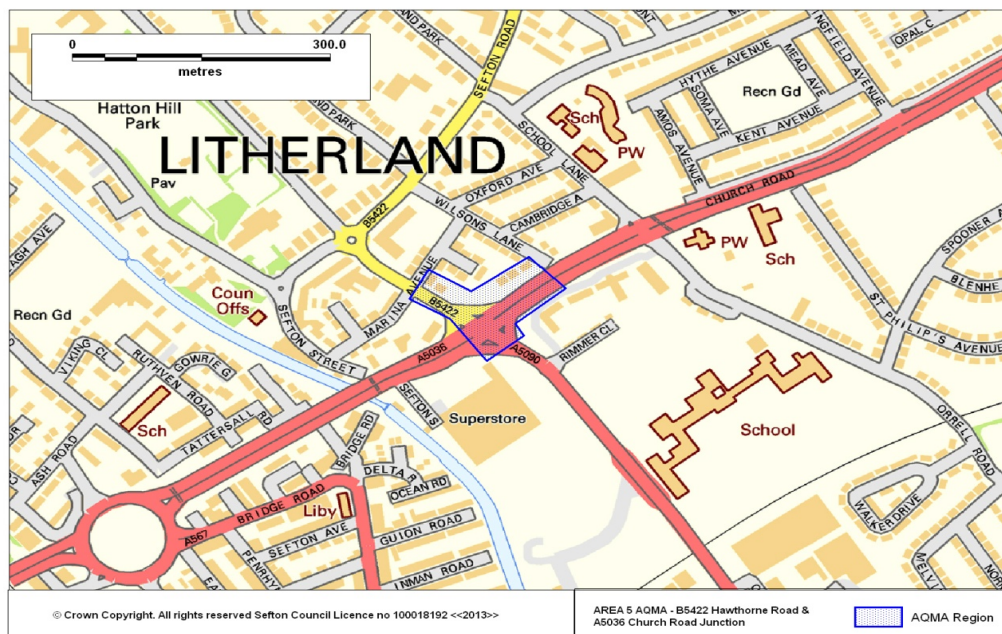 0 300.0
metres
Hatton Hill
Park
LITHERLAND
Pav
SEFTON ROAD
B5422
SCHOOL LANE
OXFORD AVE
WILSONS LANE
CAMBRIDGE A
Sch
PW
HYTHE AVENUE
SOMA AVE
MEAD AVE
AMOS AVENUE
KENT AVENUE
Recn Gd
OPAL C
CHURCH ROAD
PW
Sch
SPOONER A
BLENHE
ST PHILIP'S AVENUE
Coun
Offs
SEFTON STREET
MARINA AVENUE
B5422
A5036
A5090
RIMMER CL
Recn Gd
VIKING CL
RUTHVEN ROAD
GOWRIE G
TATTERSALL RD
Sch
ASH ROAD
SEFTON S
Superstore
School
ORRELL ROAD
WALKER DRIVE
BRIDGE RD
DELTA R
OCEAN RD
A567
BRIDGE ROAD
Liby
SEFTON AVE
GUION ROAD
INMAN ROAD
PENRHY
MELV
© Crown Copyright. All rights reserved Sefton Council Licence no 100018192 <<2013>>
AREA 5 AQMA - B5422 Hawthorne Road &
A5036 Church Road Junction
AQMA Region